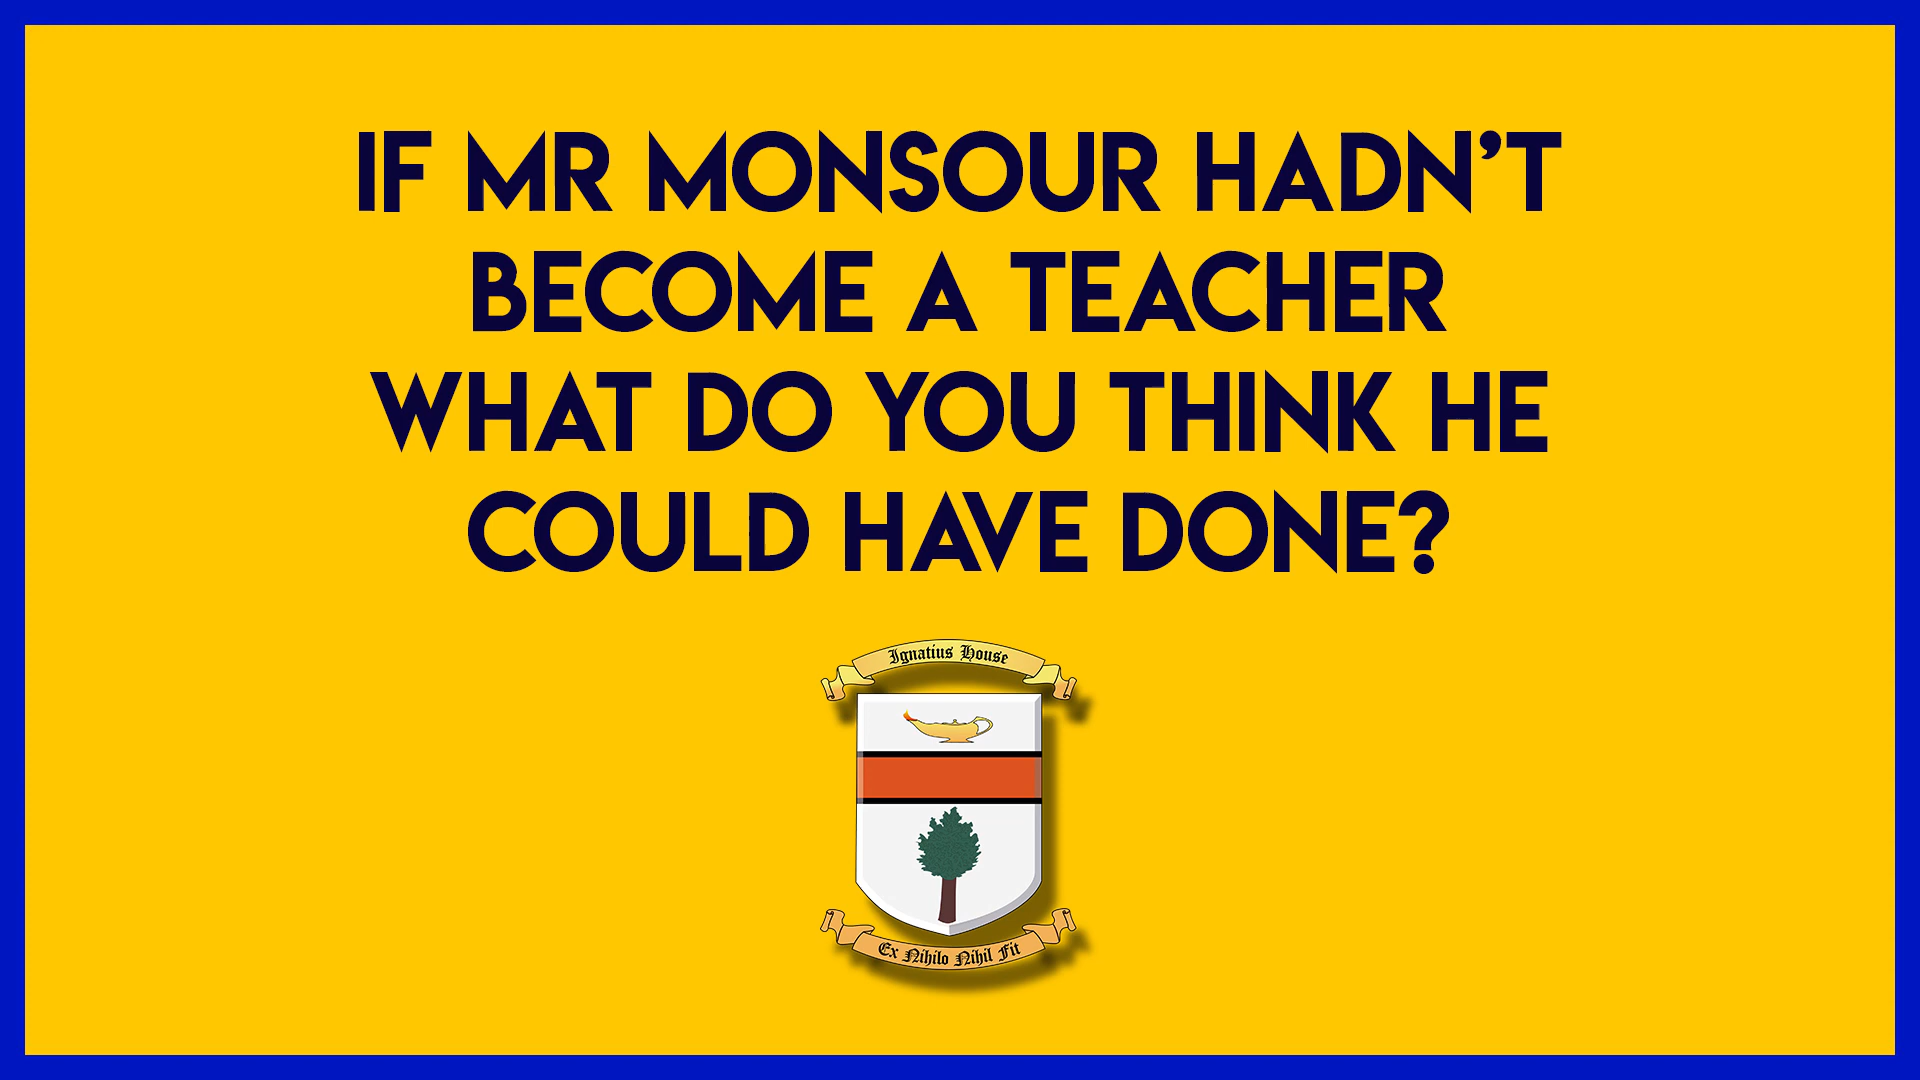 IF MR MONSOUR HADN'T
BECOME A TEACHER
WHAT DO YOU THINK HE
COULD HAVE DONE?
Ignatius House
Ex Nihilo Nihil Fit